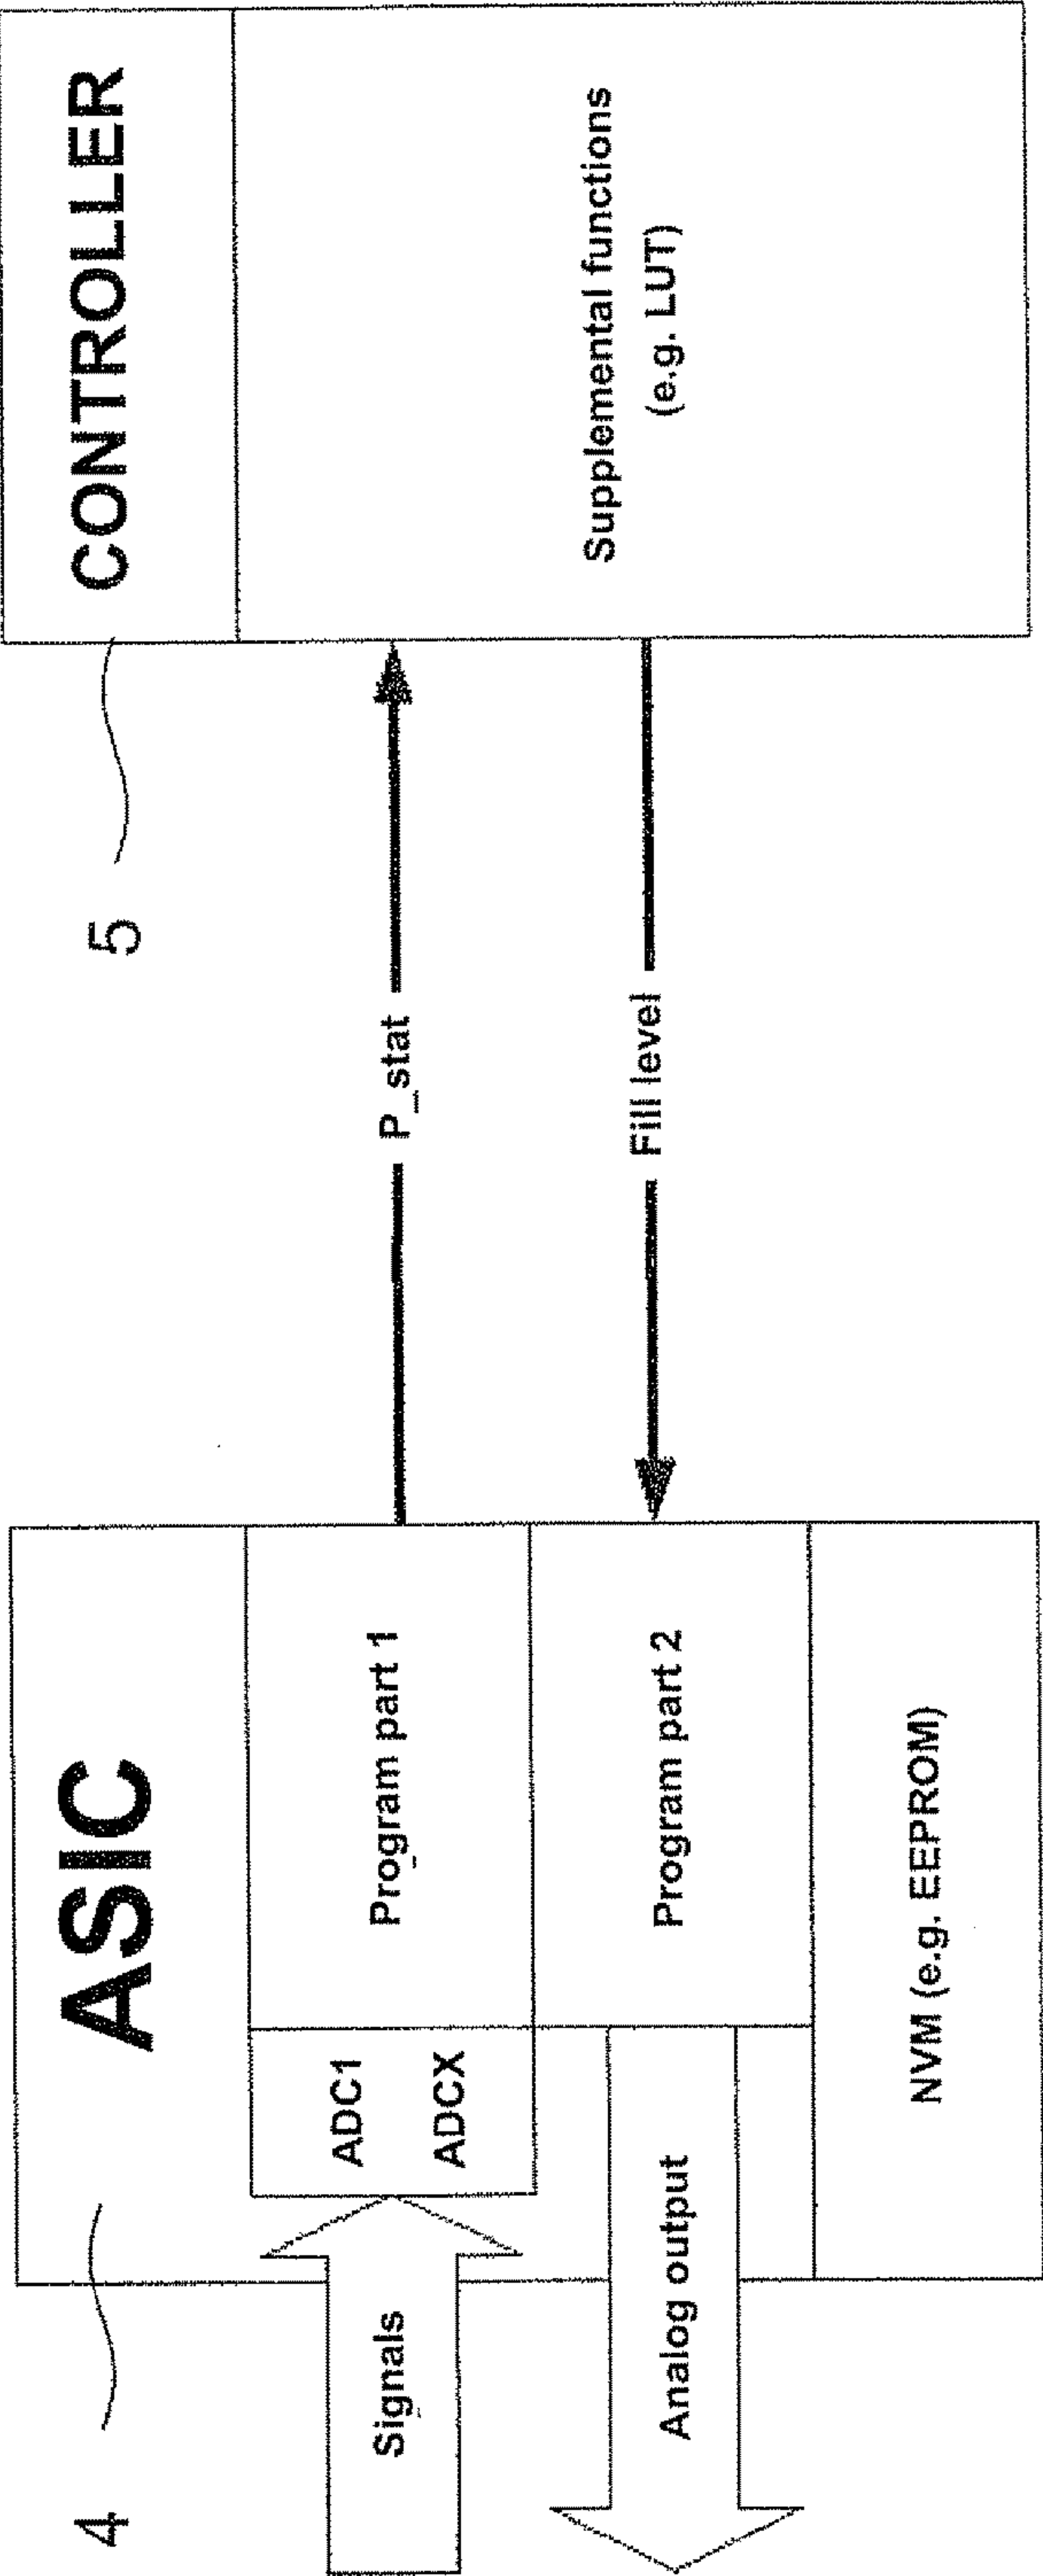 4
ASIC
5
CONTROLLER
Signals
ADC1
ADCX
Program part 1
P_stat
Supplemental functions
(e.g. LUT)
Analog output
Program part 2
Fill level
NVM (e.g. EEPROM)